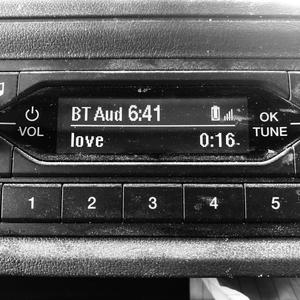 BT Aud 6:41
OK
VOL
TUNE
love 0:16
1 2 3 4 5